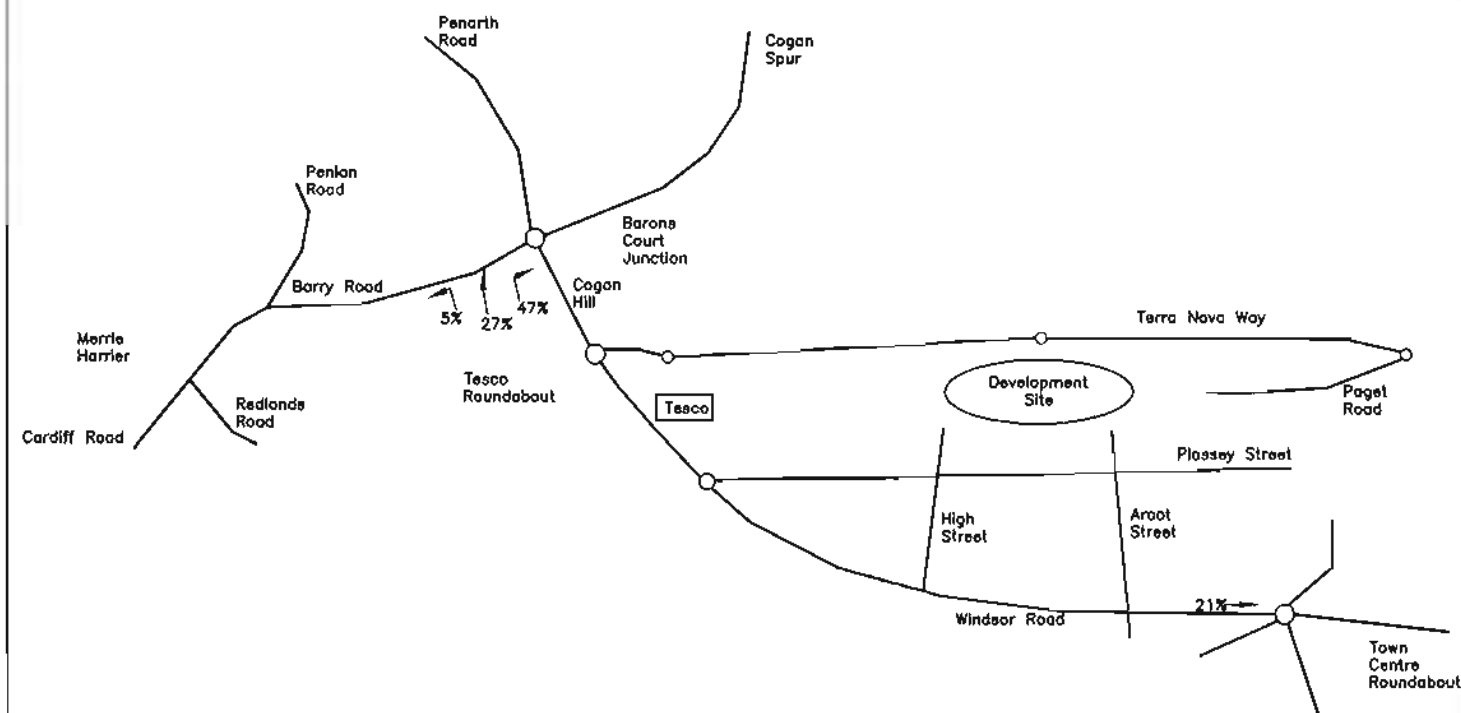 Penarth
Road
Cogan
Spur
Penlan
Road
Barons
Court
Junction
Barry Road
Cogan
Hill
5%
27%
47%
Terra Nova Way
Merrie
Harrier
Tesco
Roundabout
Development
Site
Paget
Road
Tesco
Redlands
Road
Cardiff Road
Plassey Street
High
Street
Arcot
Street
21%
Windsor Road
Town
Centre
Roundabout